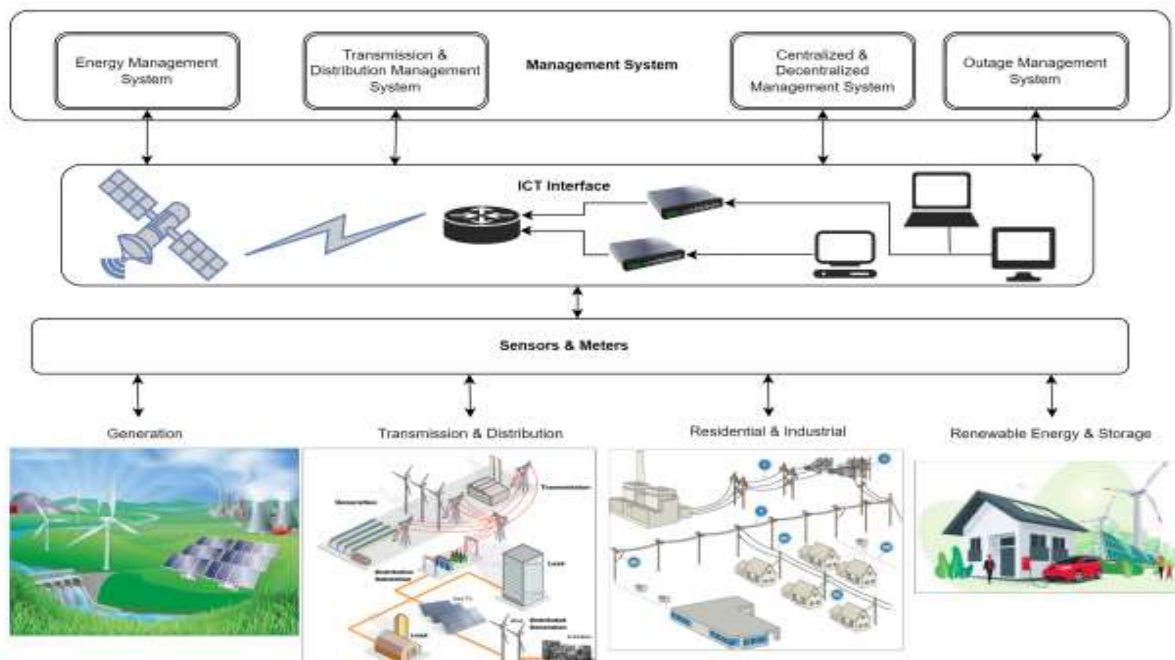 Energy Management
System
Transmission &
Distribution Management
System
Management System
Centralized &
Decentralized
Management System
Outage Management
System
ICT Interface
Sensors & Meters
Generation
Transmission & Distribution
Residential & Industrial
Renewable Energy & Storage
Generation
Transmission
Load
Load
Distributed
Generation